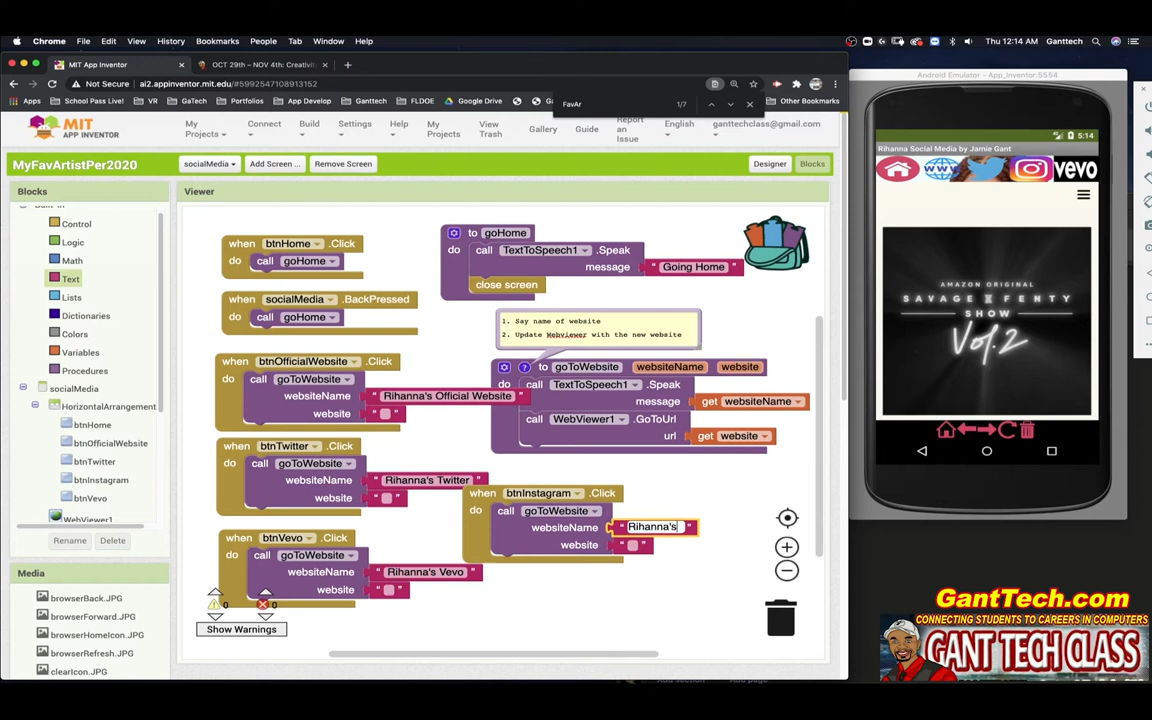 Chrome File Edit View History Bookmarks People Tab Window Help
Thu 12:14 AM Ganttech
MIT App Inventor
OCT 29th – NOV 4th: Creativi
Android Emulator - App_Inventor:5554
Not Secure | ai2.appinventor.mit.edu/#5992547108913152
Apps School Press Live! VR GaTech Portfolios App Develop Ganttech FLDOE Google Drive
FavAr 1/7
Other Bookmarks
MIT
APP INVENTOR
My Projects
Connect
Build
Settings
Help
My Projects
View Trash
Gallery
Guide
Report an Issue
English
ganttechclass@gmail.com
5:14
Rihanna Social Media by Jamie Gant
www
vevo
MyFavArtistPer2020
socialMedia
Add Screen ...
Remove Screen
Designer
Blocks
Blocks
Viewer
Built-in
Control
Logic
Math
Text
Lists
Dictionaries
Colors
Variables
Procedures
socialMedia
HorizontalArrangement
btnHome
btnOfficialWebsite
btnTwitter
btnInstagram
btnVevo
WebViewer1
Rename
Delete
Media
browserBack.JPG
browserForward.JPG
browserHomeIcon.JPG
browserRefresh.JPG
clearIcon.JPG
when btnHome .Click
do call goHome
when socialMedia .BackPressed
do call goHome
when btnOfficialWebsite .Click
do call goToWebsite
websiteName " Rihanna's Official Website "
website " "
when btnTwitter .Click
do call goToWebsite
websiteName " Rihanna's Twitter "
website " "
when btnVevo .Click
do call goToWebsite
websiteName " Rihanna's Vevo "
website " "
0 0
Show Warnings
to goHome
do call TextToSpeech1 .Speak
message " Going Home "
close screen
1. Say name of website
2. Update Webviewer with the new website
? to goToWebsite websiteName website
do call TextToSpeech1 .Speak
message get websiteName
call WebViewer1 .GoToUrl
url get website
when btnInstagram .Click
do call goToWebsite
websiteName " Rihanna's "
website " "
AMAZON ORIGINAL
SAVAGE X FENTY
SHOW
Vol.2
GanttTech.com
CONNECTING STUDENTS TO CAREERS IN COMPUTERS
GANT TECH CLASS